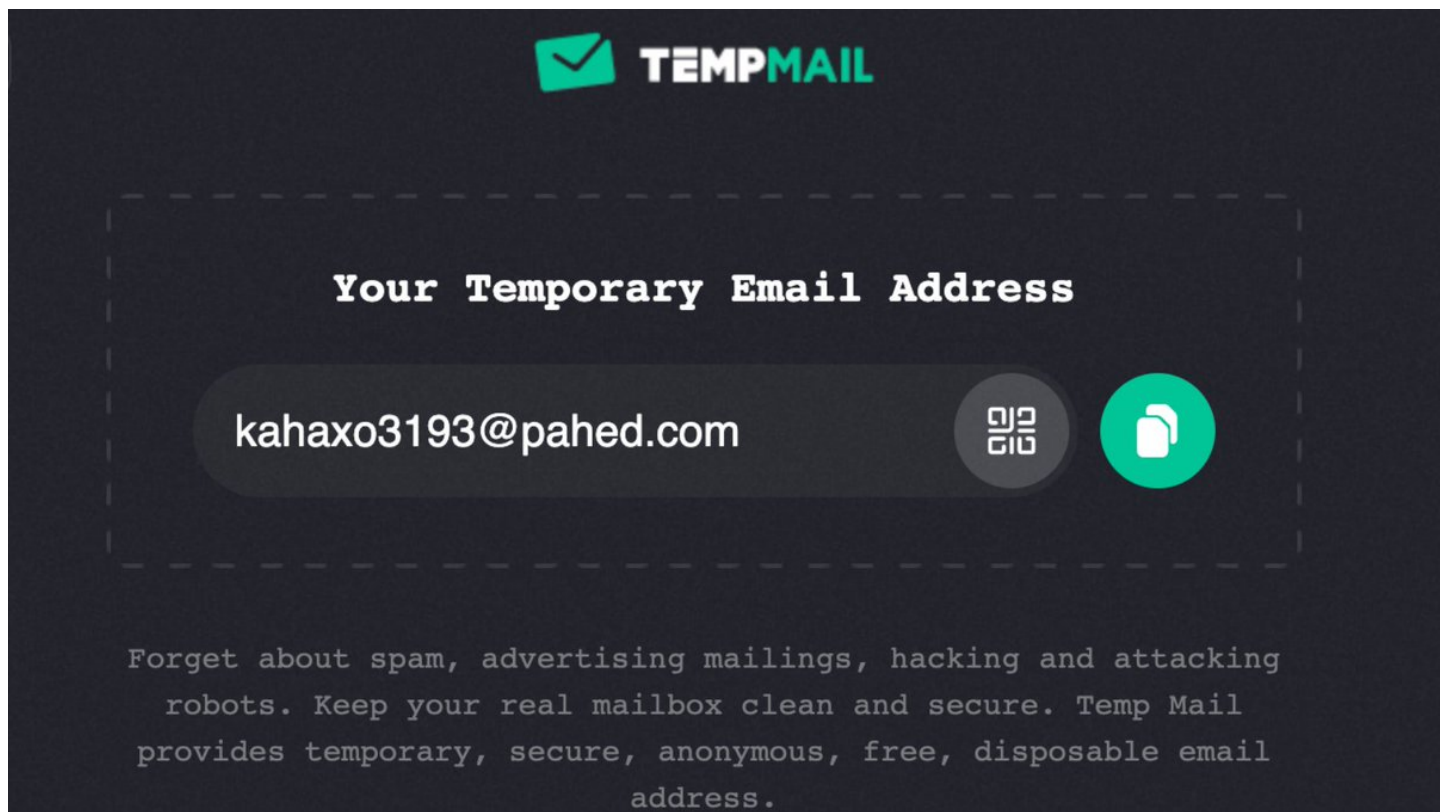 TEMPMAIL
Your Temporary Email Address
kahaxo3193@pahed.com
Forget about spam, advertising mailings, hacking and attacking
robots. Keep your real mailbox clean and secure. Temp Mail
provides temporary, secure, anonymous, free, disposable email
address.